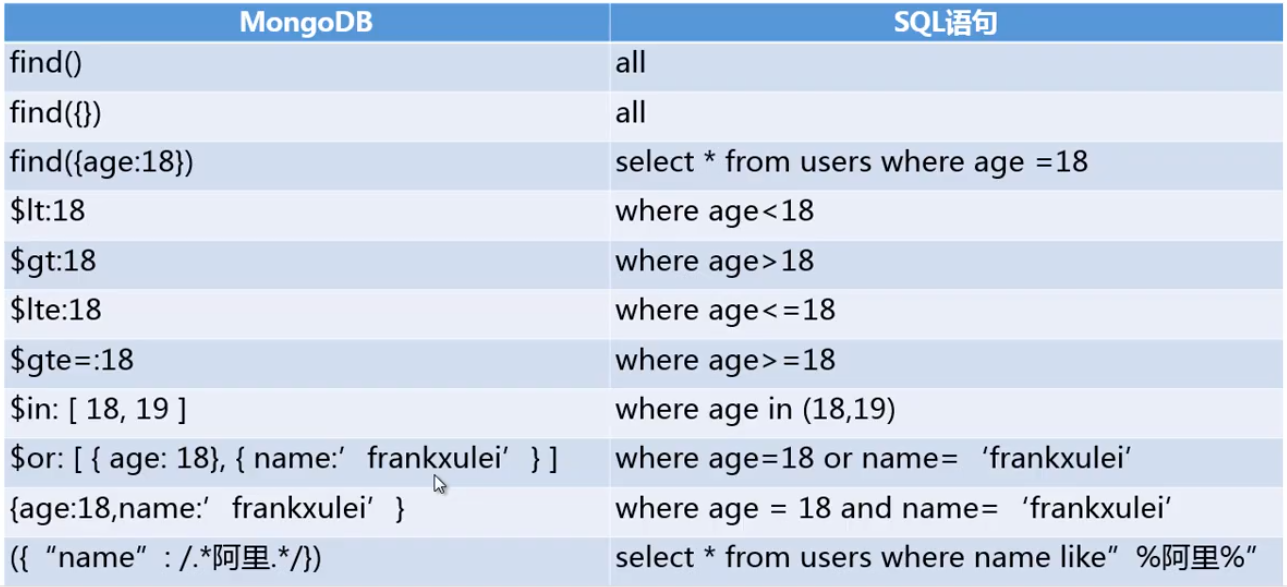 MongoDB SQL语句
find() all
find({}) all
find({age:18}) select * from users where age =18
$lt:18 where age<18
$gt:18 where age>18
$lte:18 where age<=18
$gte=:18 where age>=18
$in: [ 18, 19 ] where age in (18,19)
$or: [ { age: 18}, { name:’frankxulei’ } ] where age=18 or name=‘frankxulei’
{age:18,name:’frankxulei’ } where age = 18 and name=‘frankxulei’
({“name”: /.*阿里.*/}) select * from users where name like”%阿里%”